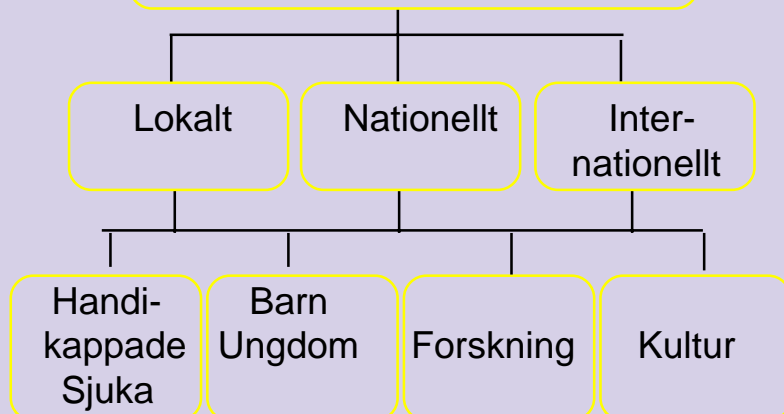 Lokalt
Nationellt
Inter-
nationellt
Handi-
kappade
Sjuka
Barn
Ungdom
Forskning
Kultur